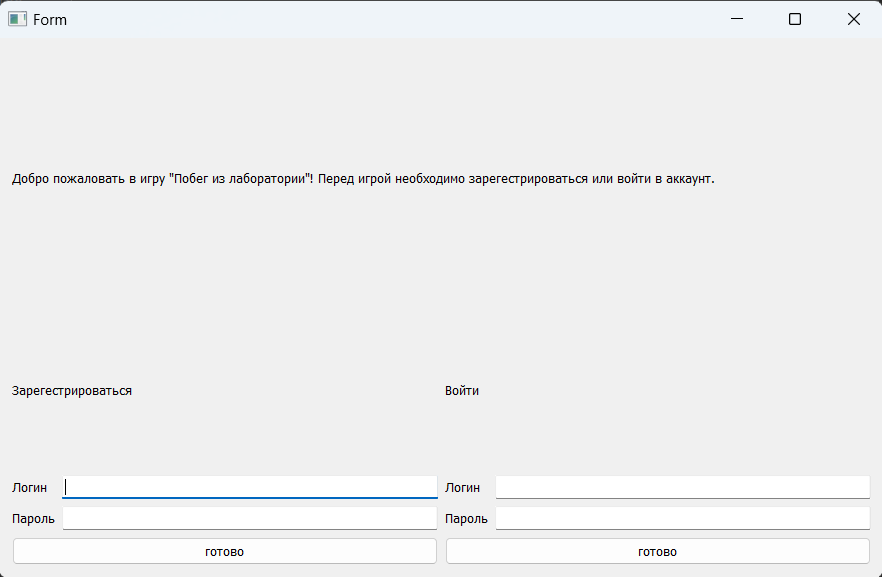 Form
Добро пожаловать в игру "Побег из лаборатории"! Перед игрой необходимо зарегестрироваться или войти в аккаунт.
Зарегестрироваться
Войти
Логин
Логин
Пароль
Пароль
готово
готово